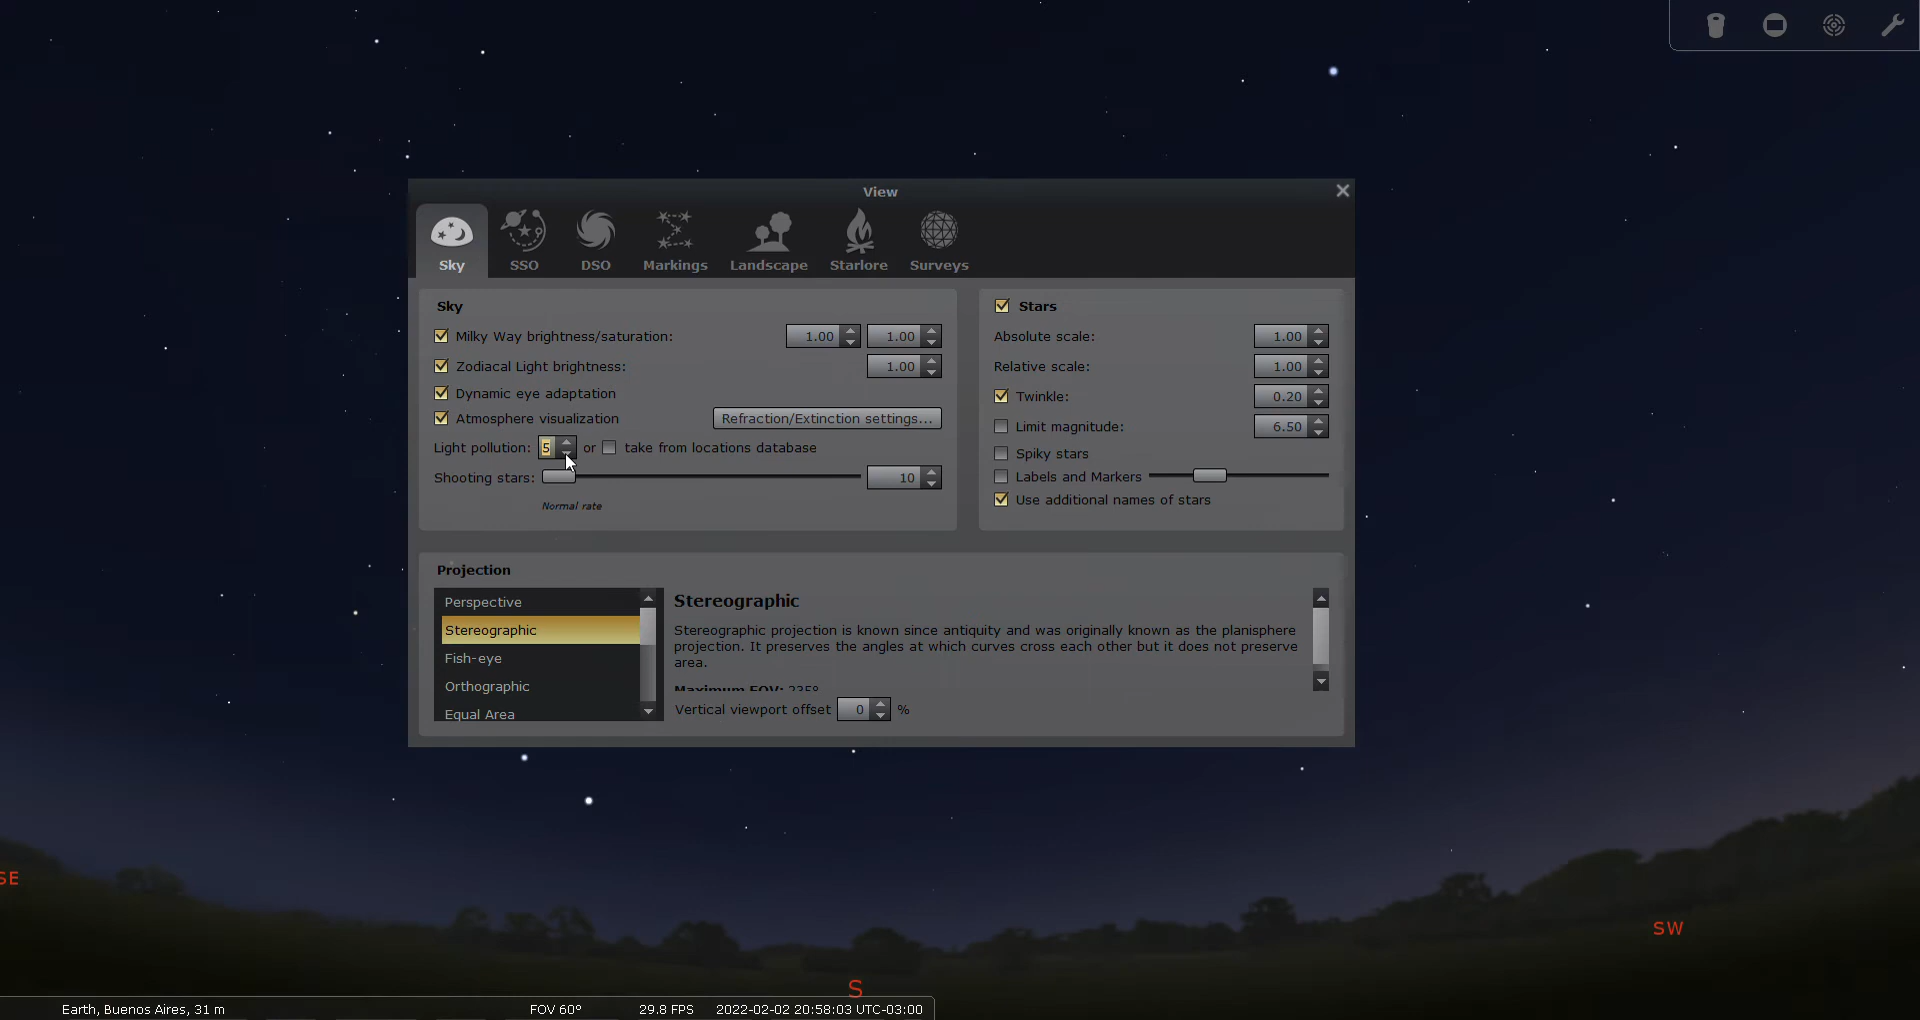 View
Sky
SSO
DSO
Markings
Landscape
Starlore
Surveys
Sky
Milky Way brightness/saturation: 1.00 1.00
Zodiacal Light brightness: 1.00
Dynamic eye adaptation
Atmosphere visualization Refraction/Extinction settings...
Light pollution: 5 or take from locations database
Shooting stars: 10
Normal rate
Stars
Absolute scale: 1.00
Relative scale: 1.00
Twinkle: 0.20
Limit magnitude: 6.50
Spiky stars
Labels and Markers
Use additional names of stars
Projection
Perspective
Stereographic
Fish-eye
Orthographic
Equal Area
Stereographic
Stereographic projection is known since antiquity and was originally known as the planisphere
projection. It preserves the angles at which curves cross each other but it does not preserve
area.
Maximum FOV: 235°
Vertical viewport offset 0 %
SE
SW
S
Earth, Buenos Aires, 31 m FOV 60° 29.8 FPS 2022-02-02 20:58:03 UTC-03:00